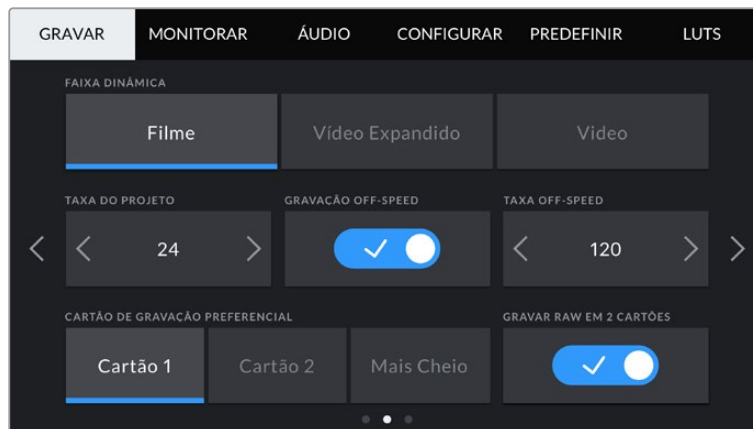 GRAVAR MONITORAR ÁUDIO CONFIGURAR PREDEFINIR LUTS
FAIXA DINÂMICA
Filme Vídeo Expandido Video
TAXA DO PROJETO GRAVAÇÃO OFF-SPEED TAXA OFF-SPEED
24 120
CARTÃO DE GRAVAÇÃO PREFERENCIAL GRAVAR RAW EM 2 CARTÕES
Cartão 1 Cartão 2 Mais Cheio